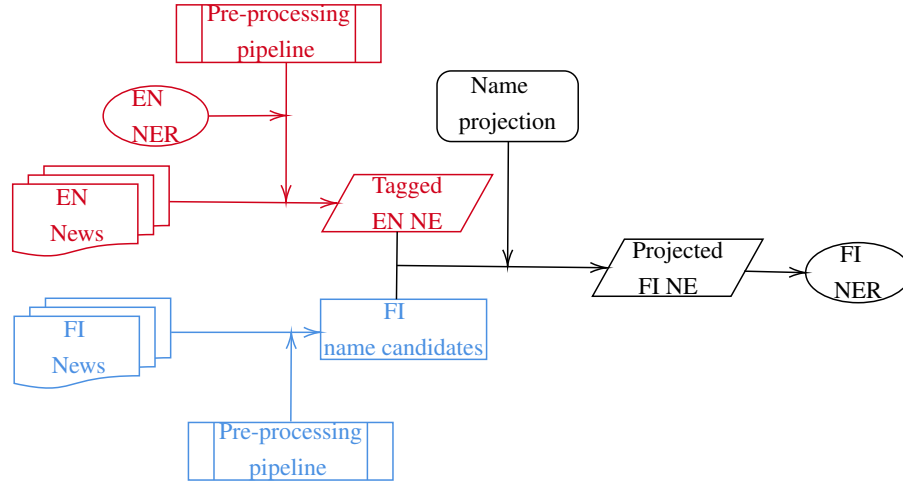 Pre-processing
pipeline
EN
NER
Name
projection
EN
News
Tagged
EN NE
Projected
FI NE
FI
NER
FI
News
FI
name candidates
Pre-processing
pipeline